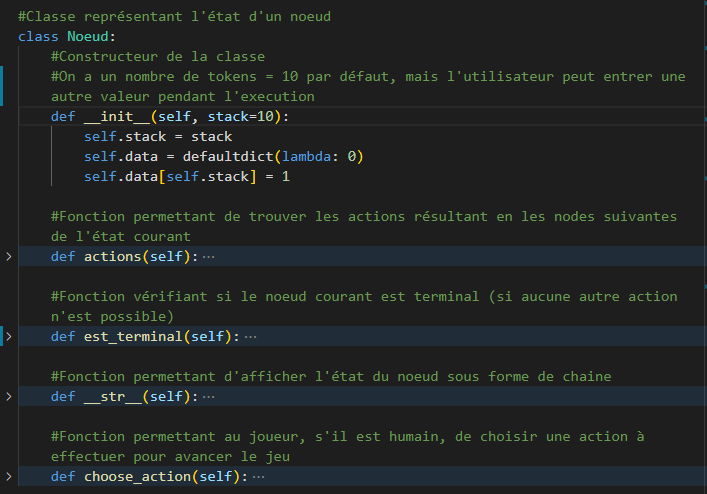 #Classe représentant l'état d'un noeud
class Noeud:
#Constructeur de la classe
#On a un nombre de tokens = 10 par défaut, mais l'utilisateur peut entrer une
autre valeur pendant l'execution
def __init__(self, stack=10):
self.stack = stack
self.data = defaultdict(lambda: 0)
self.data[self.stack] = 1
#Fonction permettant de trouver les actions résultant en les nodes suivantes
de l'état courant
def actions(self): ···
#Fonction vérifiant si le noeud courant est terminal (si aucune autre action
n'est possible)
def est_terminal(self): ···
#Fonction permettant d'afficher l'état du noeud sous forme de chaine
def __str__(self): ···
#Fonction permettant au joueur, s'il est humain, de choisir une action à
effectuer pour avancer le jeu
def choose_action(self): ···